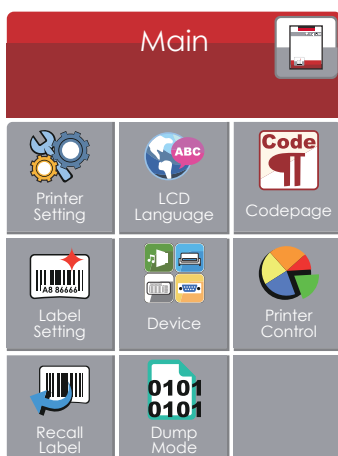 Main
Code
ABC
Printer
Setting
LCD
Language
Codepage
A8 86666
Label
Setting
Device
Printer
Control
Recall
Label
0101
0101
Dump
Mode